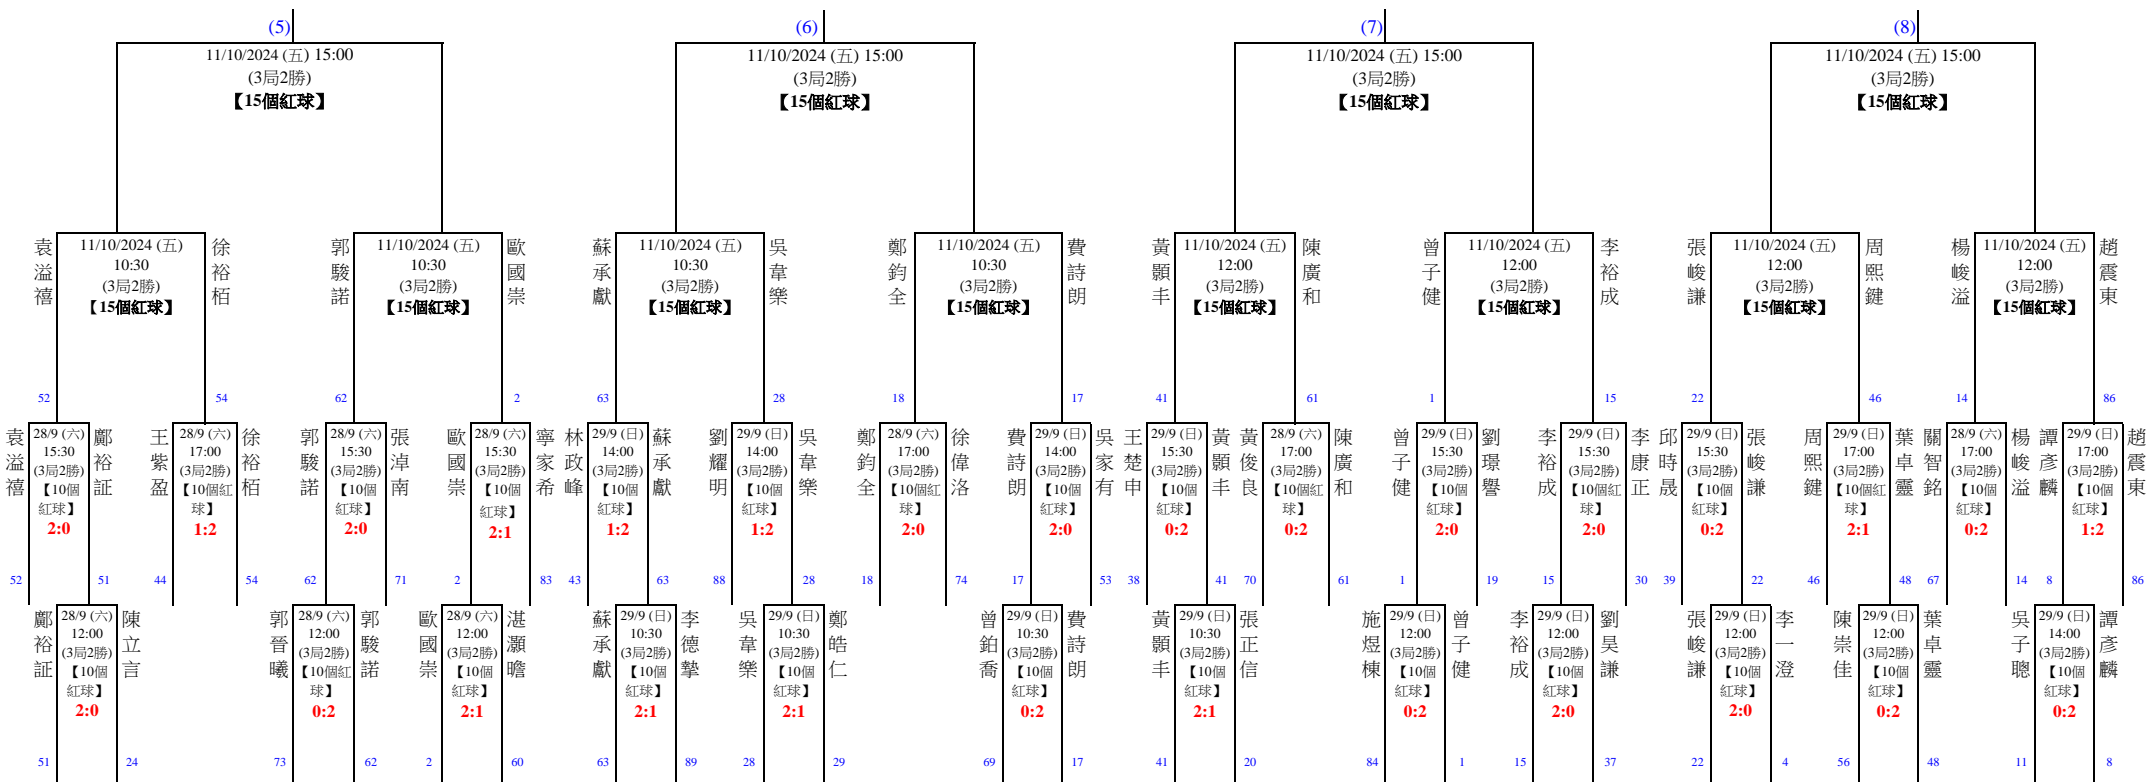 (5)
11/10/2024 (五) 15:00
(3局2勝)
【15個紅球】
(6)
11/10/2024 (五) 15:00
(3局2勝)
【15個紅球】
(7)
11/10/2024 (五) 15:00
(3局2勝)
【15個紅球】
(8)
11/10/2024 (五) 15:00
(3局2勝)
【15個紅球】
袁溢禧
11/10/2024 (五)
10:30
(3局2勝)
【15個紅球】
徐裕栢
52
54
郭駿諾
11/10/2024 (五)
10:30
(3局2勝)
【15個紅球】
歐國崇
62
2
蘇承獻
11/10/2024 (五)
10:30
(3局2勝)
【15個紅球】
吳韋樂
63
28
鄭鈞全
11/10/2024 (五)
10:30
(3局2勝)
【15個紅球】
費詩朗
18
17
黃顥丰
11/10/2024 (五)
12:00
(3局2勝)
【15個紅球】
陳廣和
41
61
曾子健
11/10/2024 (五)
12:00
(3局2勝)
【15個紅球】
李裕成
1
15
張峻謙
11/10/2024 (五)
12:00
(3局2勝)
【15個紅球】
周熙鍵
22
46
楊峻溢
11/10/2024 (五)
12:00
(3局2勝)
【15個紅球】
趙震東
14
86
袁溢禧
28/9 (六)
15:30
(3局2勝)
【10個
紅球】
2:0
鄺裕証
52
51
王紫盈
28/9 (六)
17:00
(3局2勝)
【10個紅
球】
1:2
徐裕栢
44
54
郭駿諾
28/9 (六)
15:30
(3局2勝)
【10個
紅球】
2:0
張淖南
62
71
歐國崇
28/9 (六)
15:30
(3局2勝)
【10個
紅球】
2:1
寧家希
2
83
林政峰
29/9 (日)
14:00
(3局2勝)
【10個
紅球】
1:2
蘇承獻
43
63
劉耀明
29/9 (日)
14:00
(3局2勝)
【10個
紅球】
1:2
吳韋樂
88
28
鄭鈞全
28/9 (六)
17:00
(3局2勝)
【10個紅
球】
2:0
徐偉洛
18
74
費詩朗
29/9 (日)
14:00
(3局2勝)
【10個
紅球】
2:0
吳家有
17
53
王楚申
29/9 (日)
15:30
(3局2勝)
【10個
紅球】
0:2
黃顥丰
38
41
黃俊良
28/9 (六)
17:00
(3局2勝)
【10個紅
球】
0:2
陳廣和
70
61
曾子健
29/9 (日)
15:30
(3局2勝)
【10個
紅球】
2:0
劉璟譽
1
19
李裕成
29/9 (日)
15:30
(3局2勝)
【10個紅
球】
2:0
李康正
15
30
邱時晟
29/9 (日)
15:30
(3局2勝)
【10個
紅球】
0:2
張峻謙
39
22
周熙鍵
29/9 (日)
17:00
(3局2勝)
【10個紅
球】
2:1
葉卓靈
46
48
關智銘
28/9 (六)
17:00
(3局2勝)
【10個
紅球】
0:2
楊峻溢
67
14
譚彥麟
29/9 (日)
17:00
(3局2勝)
【10個
紅球】
1:2
趙震東
8
86
鄺裕証
28/9 (六)
12:00
(3局2勝)
【10個
紅球】
2:0
陳立言
51
24
郭晉曦
28/9 (六)
12:00
(3局2勝)
【10個紅
球】
0:2
郭駿諾
73
62
歐國崇
28/9 (六)
12:00
(3局2勝)
【10個
紅球】
2:1
湛灝曕
2
60
蘇承獻
29/9 (日)
10:30
(3局2勝)
【10個
紅球】
2:1
李德摯
63
89
吳韋樂
29/9 (日)
10:30
(3局2勝)
【10個
紅球】
2:1
鄭皓仁
28
29
曾鉑喬
29/9 (日)
10:30
(3局2勝)
【10個
紅球】
0:2
費詩朗
69
17
黃顥丰
29/9 (日)
10:30
(3局2勝)
【10個
紅球】
2:1
張正信
41
20
施煜棟
29/9 (日)
12:00
(3局2勝)
【10個
紅球】
0:2
曾子健
84
1
李裕成
29/9 (日)
12:00
(3局2勝)
【10個
紅球】
2:0
劉昊謙
15
37
張峻謙
29/9 (日)
12:00
(3局2勝)
【10個
紅球】
2:0
李一澄
22
4
陳崇佳
29/9 (日)
12:00
(3局2勝)
【10個
紅球】
0:2
葉卓靈
56
48
吳子聰
29/9 (日)
14:00
(3局2勝)
【10個
紅球】
0:2
譚彥麟
11
8